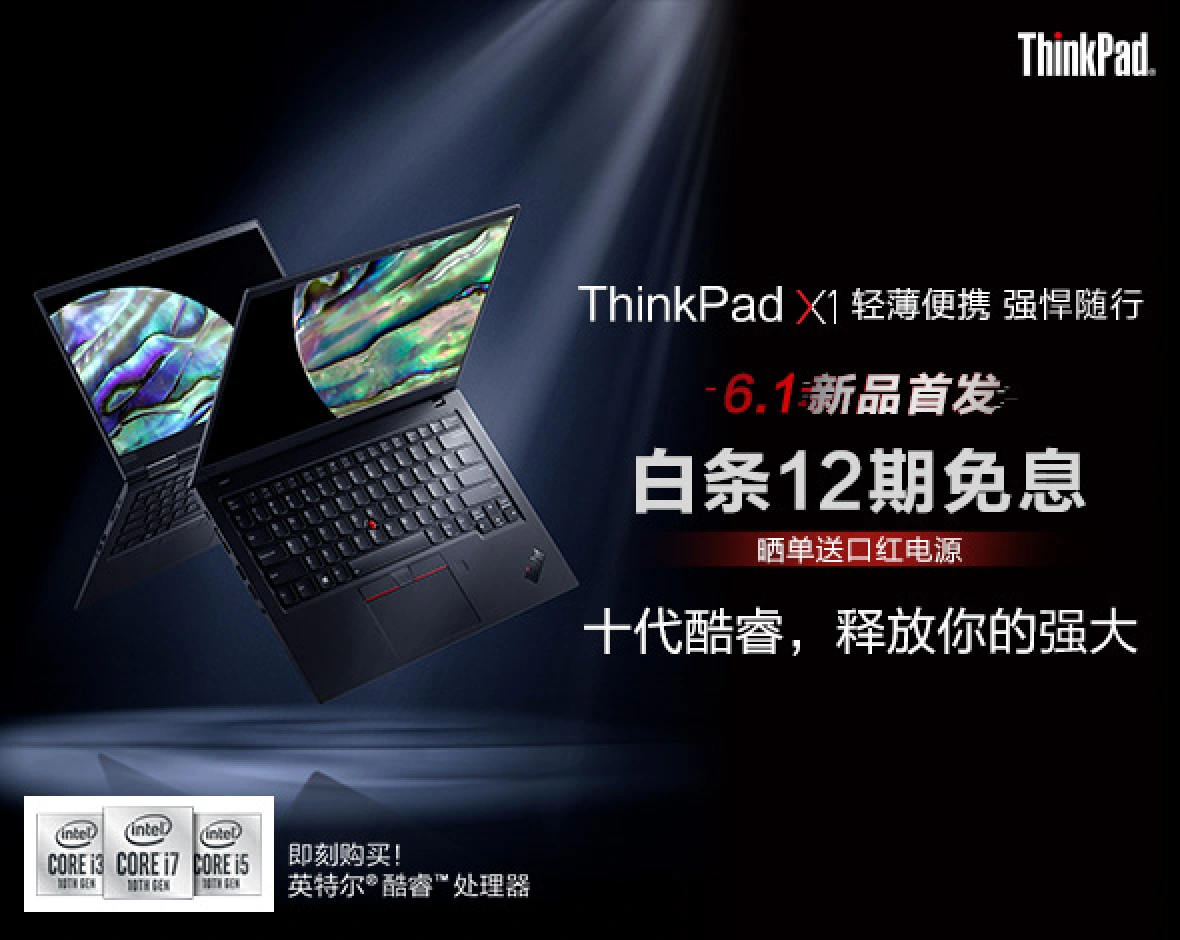 ThinkPad
ThinkPad X1 轻薄便携 强悍随行
6.1新品首发
白条12期免息
晒单送口红电源
十代酷睿，释放你的强大
intel CORE i3 10TH GEN
intel CORE i7 10TH GEN
intel CORE i5 10TH GEN
即刻购买！
英特尔®酷睿™处理器